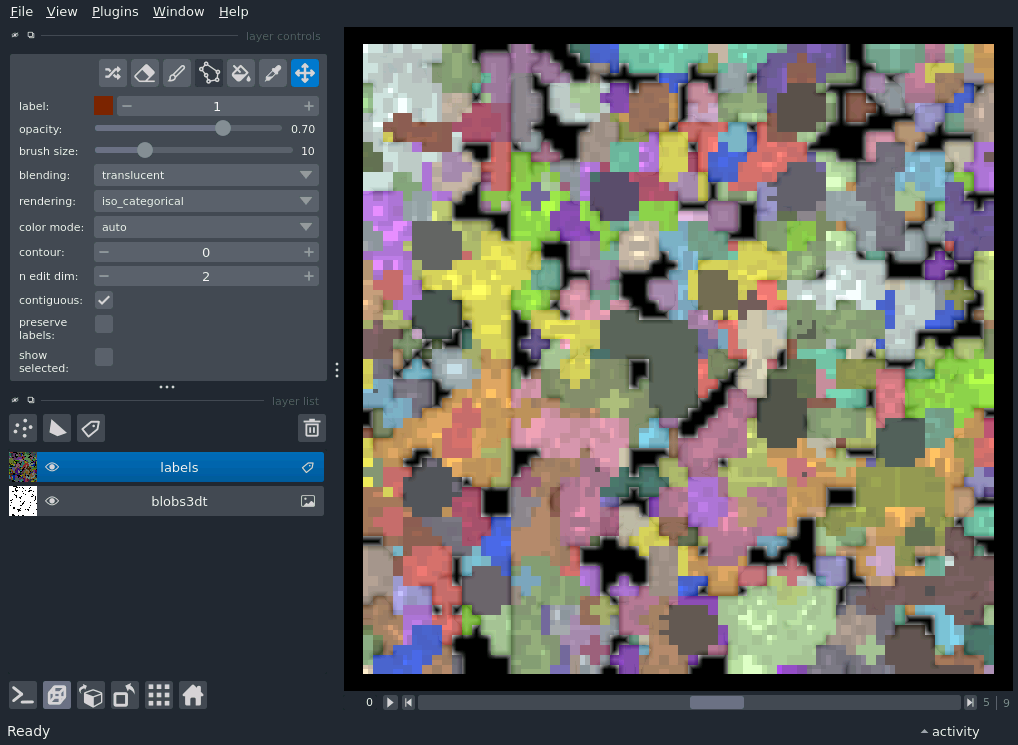 File View Plugins Window Help
layer controls
label: 1
opacity: 0.70
brush size: 10
blending: translucent
rendering: iso_categorical
color mode: auto
contour: 0
n edit dim: 2
contiguous:
preserve
labels:
show
selected:
layer list
labels
blobs3dt
0 5 9
Ready activity